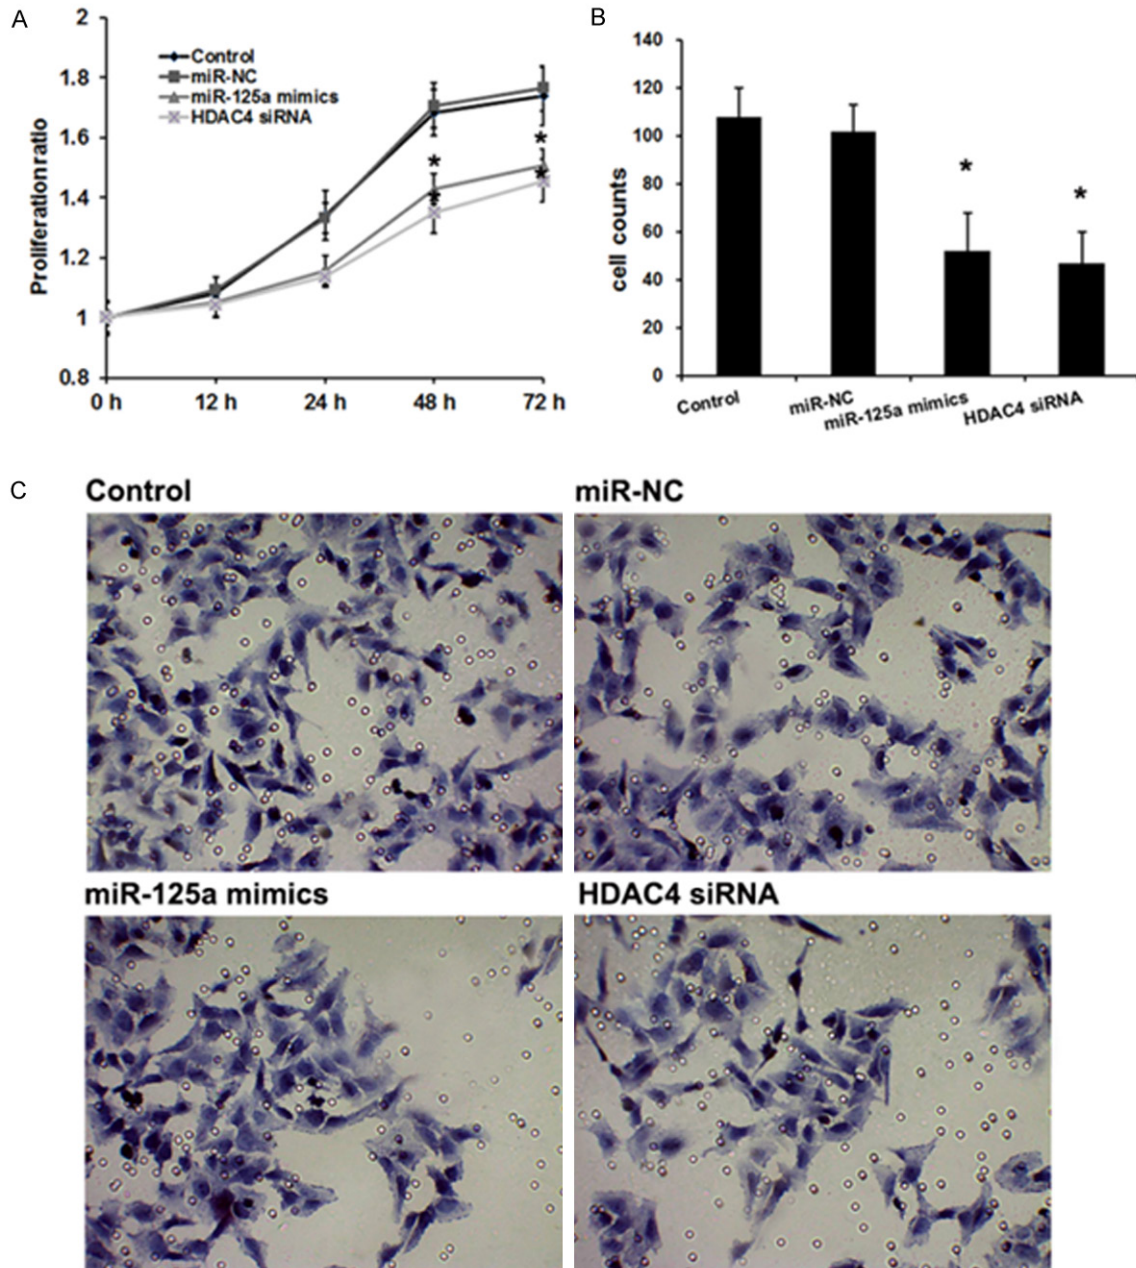 A
2
1.8
1.6
1.4
1.2
1
0.8
Proliferation ratio
Control
miR-NC
miR-125a mimics
HDAC4 siRNA
*
*
*
*
0 h 12 h 24 h 48 h 72 h
B
140
120
100
80
60
40
20
0
cell counts
*
*
Control miR-NC miR-125a mimics HDAC4 siRNA
C
Control miR-NC
miR-125a mimics HDAC4 siRNA